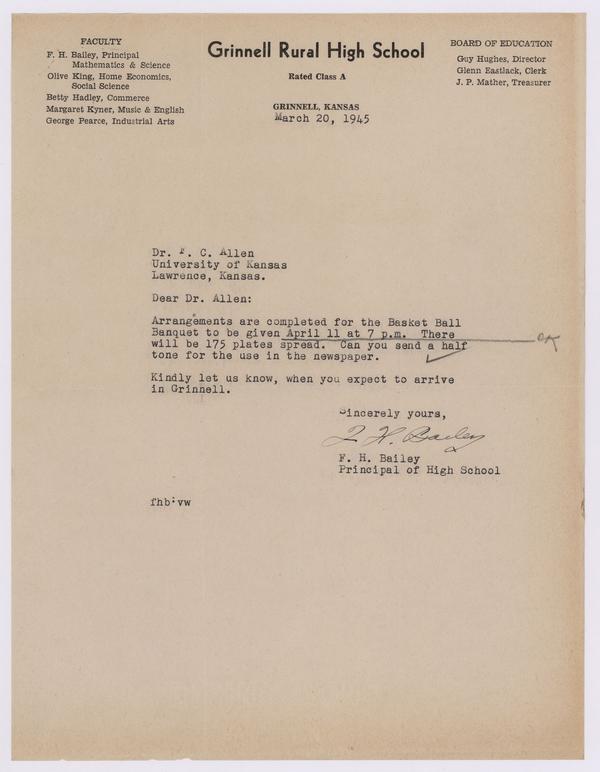 FACULTY
F. H. Bailey, Principal
Mathematics & Science
Olive King, Home Economics,
Social Science
Betty Hadley, Commerce
Margaret Kyner, Music & English
George Pearce, Industrial Arts
Grinnell Rural High School
Rated Class A
GRINNELL, KANSAS
March 20, 1945
BOARD OF EDUCATION
Guy Hughes, Director
Glenn Eastlack, Clerk
J. P. Mather, Treasurer
Dr. F. C. Allen
University of Kansas
Lawrence, Kansas.
Dear Dr. Allen:
Arrangements are completed for the Basket Ball
Banquet to be given April 11 at 7 p.m. There
OK
will be 175 plates spread. Can you send a half
tone for the use in the newspaper.
Kindly let us know, when you expect to arrive
in Grinnell.
Sincerely yours,
F. H. Bailey
F. H. Bailey
Principal of High School
fhb:vw